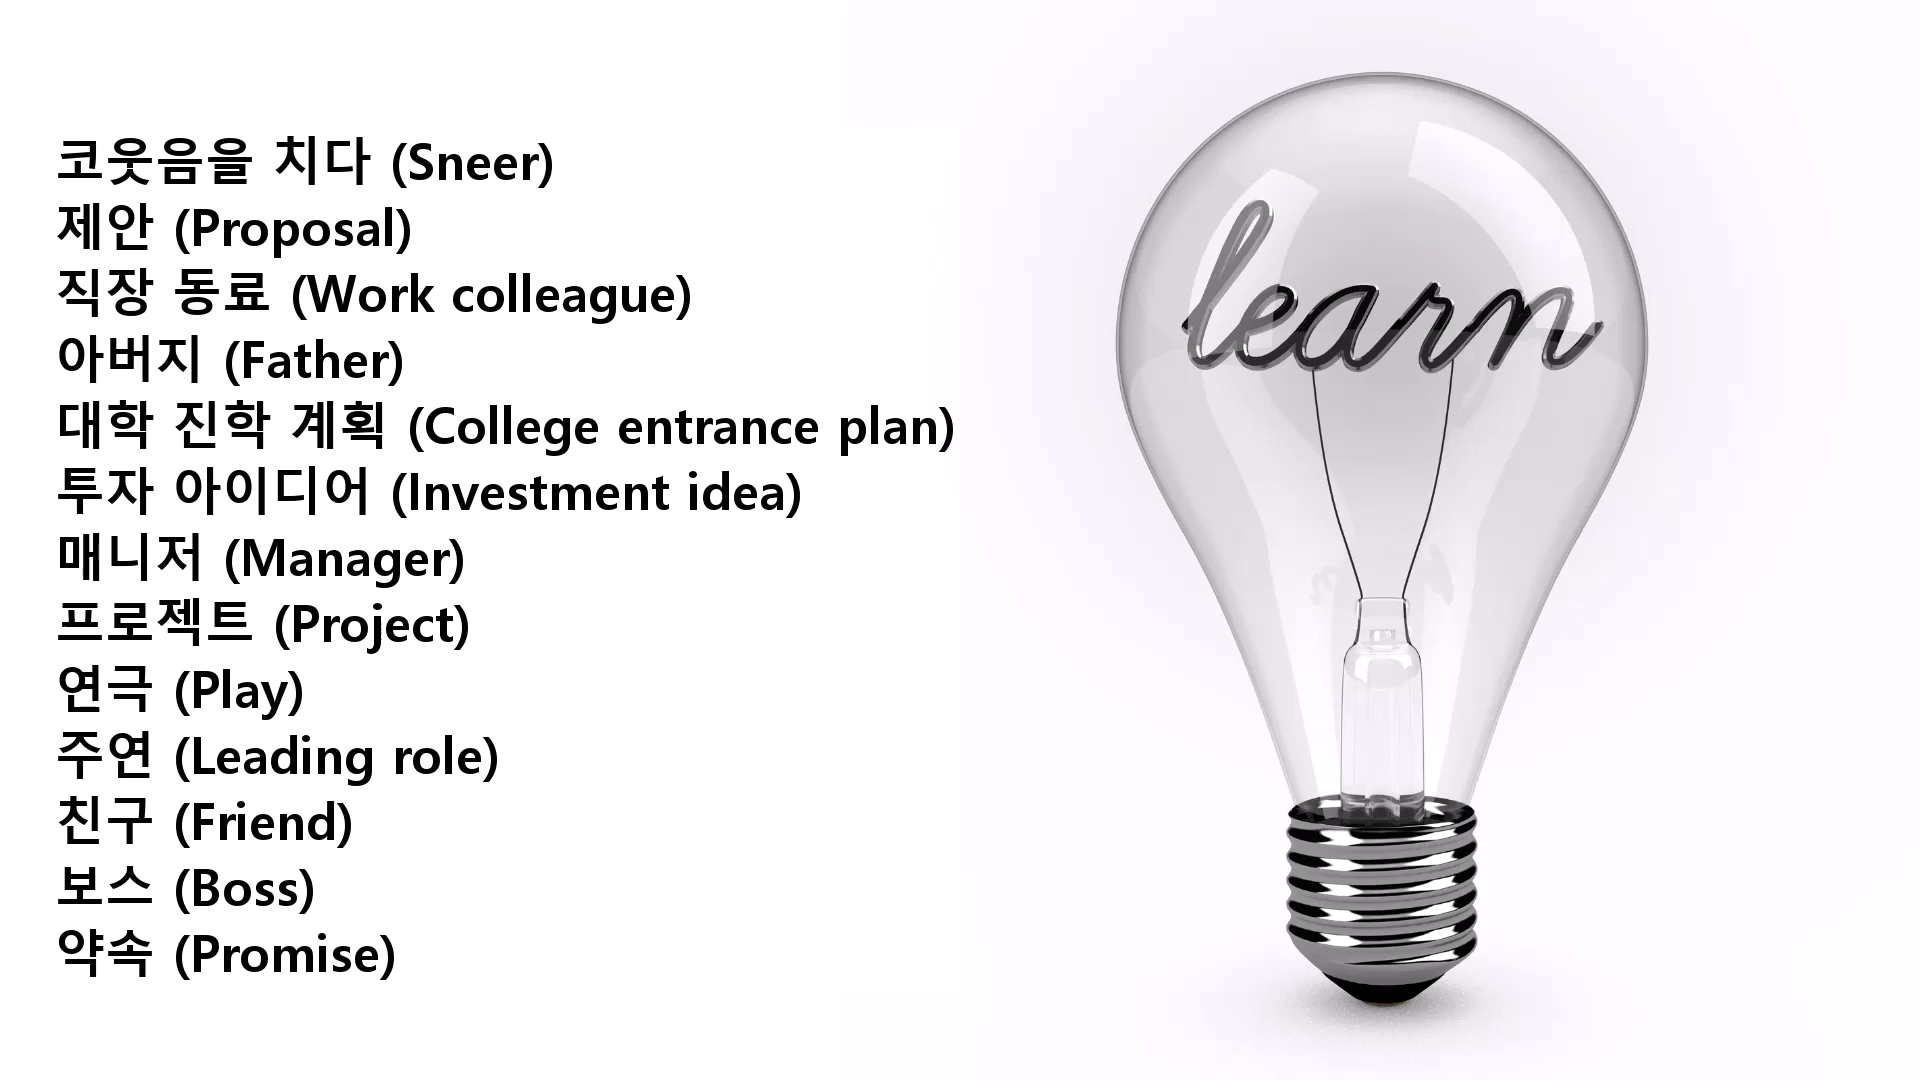 코웃음을 치다 (Sneer)
제안 (Proposal)
직장 동료 (Work colleague)
아버지 (Father)
대학 진학 계획 (College entrance plan)
투자 아이디어 (Investment idea)
매니저 (Manager)
프로젝트 (Project)
연극 (Play)
주연 (Leading role)
친구 (Friend)
보스 (Boss)
약속 (Promise)
learn